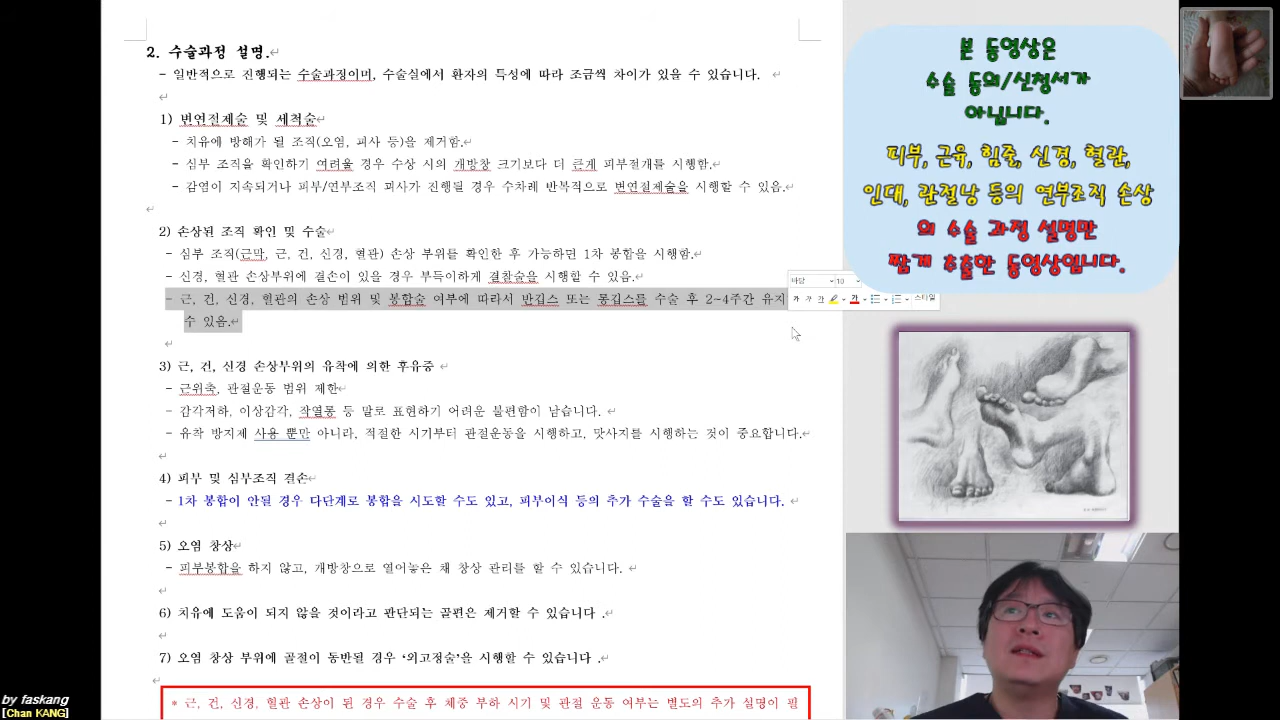 2. 수술과정 설명.
- 일반적으로 진행되는 수술과정이며, 수술실에서 환자의 특성에 따라 조금씩 차이가 있을 수 있습니다.
1) 변연전제술 및 세척술
- 치유에 방해가 될 조직(오염, 괴사 등)을 제거함.
- 심부 조직을 확인하기 여려울 경우 수상 시의 개방창 크기보다 더 큰게 피부절개를 시행함.
- 감염이 지속되거나 피부/연부조직 괴사가 진행될 경우 수차례 반복적으로 변연절제술을 시행할 수 있음.
2) 손상된 조직 확인 및 수술
- 심부 조직(근막, 근, 건, 신경, 혈관) 손상 부위를 확인한 후 가능하면 1차 봉합을 시행함.
- 신경, 혈관 손상부위에 결손이 있을 경우 부득이하게 결찰술을 시행할 수 있음.
- 근, 건, 신경, 혈관의 손상 범위 및 봉합술 여부에 따라서 반깁스 또는 통깁스를 수술 후 2-4주간 유지
수 있음.
3) 근, 건, 신경 손상부위의 유착에 의한 후유증
- 근위축, 관절운동 범위 제한
- 감각저하, 이상감각, 작열통 등 말로 표현하기 어려운 불편함이 남습니다.
- 유착 방지제 사용 뿐만 아니라, 적절한 시기부터 관절운동을 시행하고, 맛사지를 시행하는 것이 중요합니다.
4) 피부 및 심부조직 결손
- 1차 봉합이 안될 경우 다단계로 봉합을 시도할 수도 있고, 피부이식 등의 추가 수술을 할 수도 있습니다.
5) 오염 창상
- 피부봉합을 하지 않고, 개방창으로 열어놓은 채 창상 관리를 할 수 있습니다.
6) 치유에 도움이 되지 않을 것이라고 판단되는 골편은 제거할 수 있습니다 .
7) 오염 창상 부위에 골절이 동반될 경우 '외고정술'을 시행할 수 있습니다 .
* 근, 건, 신경, 혈관 손상이 된 경우 수술 후 체중 부하 시기 및 관절 운동 여부는 별도의 추가 설명이 필
본 동영상은
수술 동의/신청서가
아닙니다.
피부, 근육, 힘줄, 신경, 혈관,
인대, 관절낭 등의 연부조직 손상
의 수술 과정 설명만
짧게 추출한 동영상입니다.
바탕 10
가 가 가 가 스타일
by faskang
[Chan KANG]